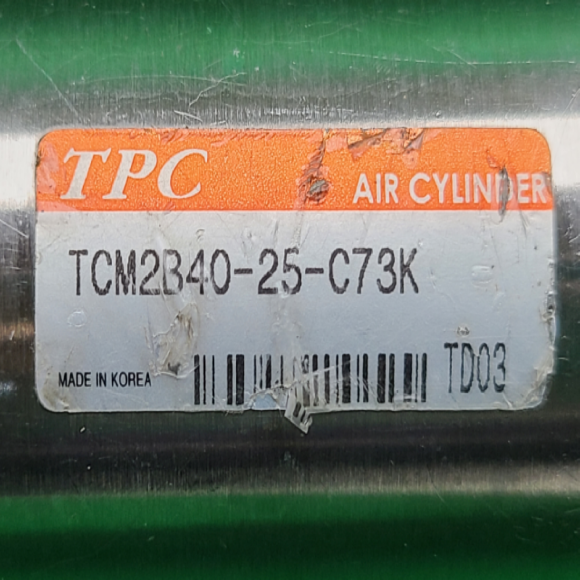 TPC AIR CYLINDER
TCM2B40-25-C73K
MADE IN KOREA TD03